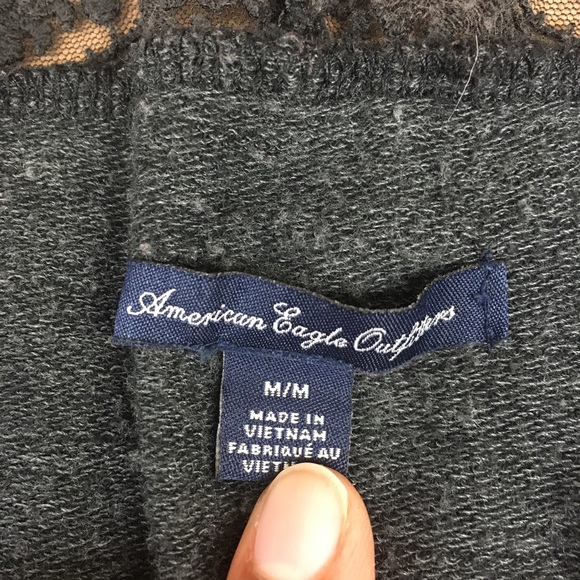 American Eagle Outfitters
M/M
MADE IN
VIETNAM
FABRIQUÉ AU